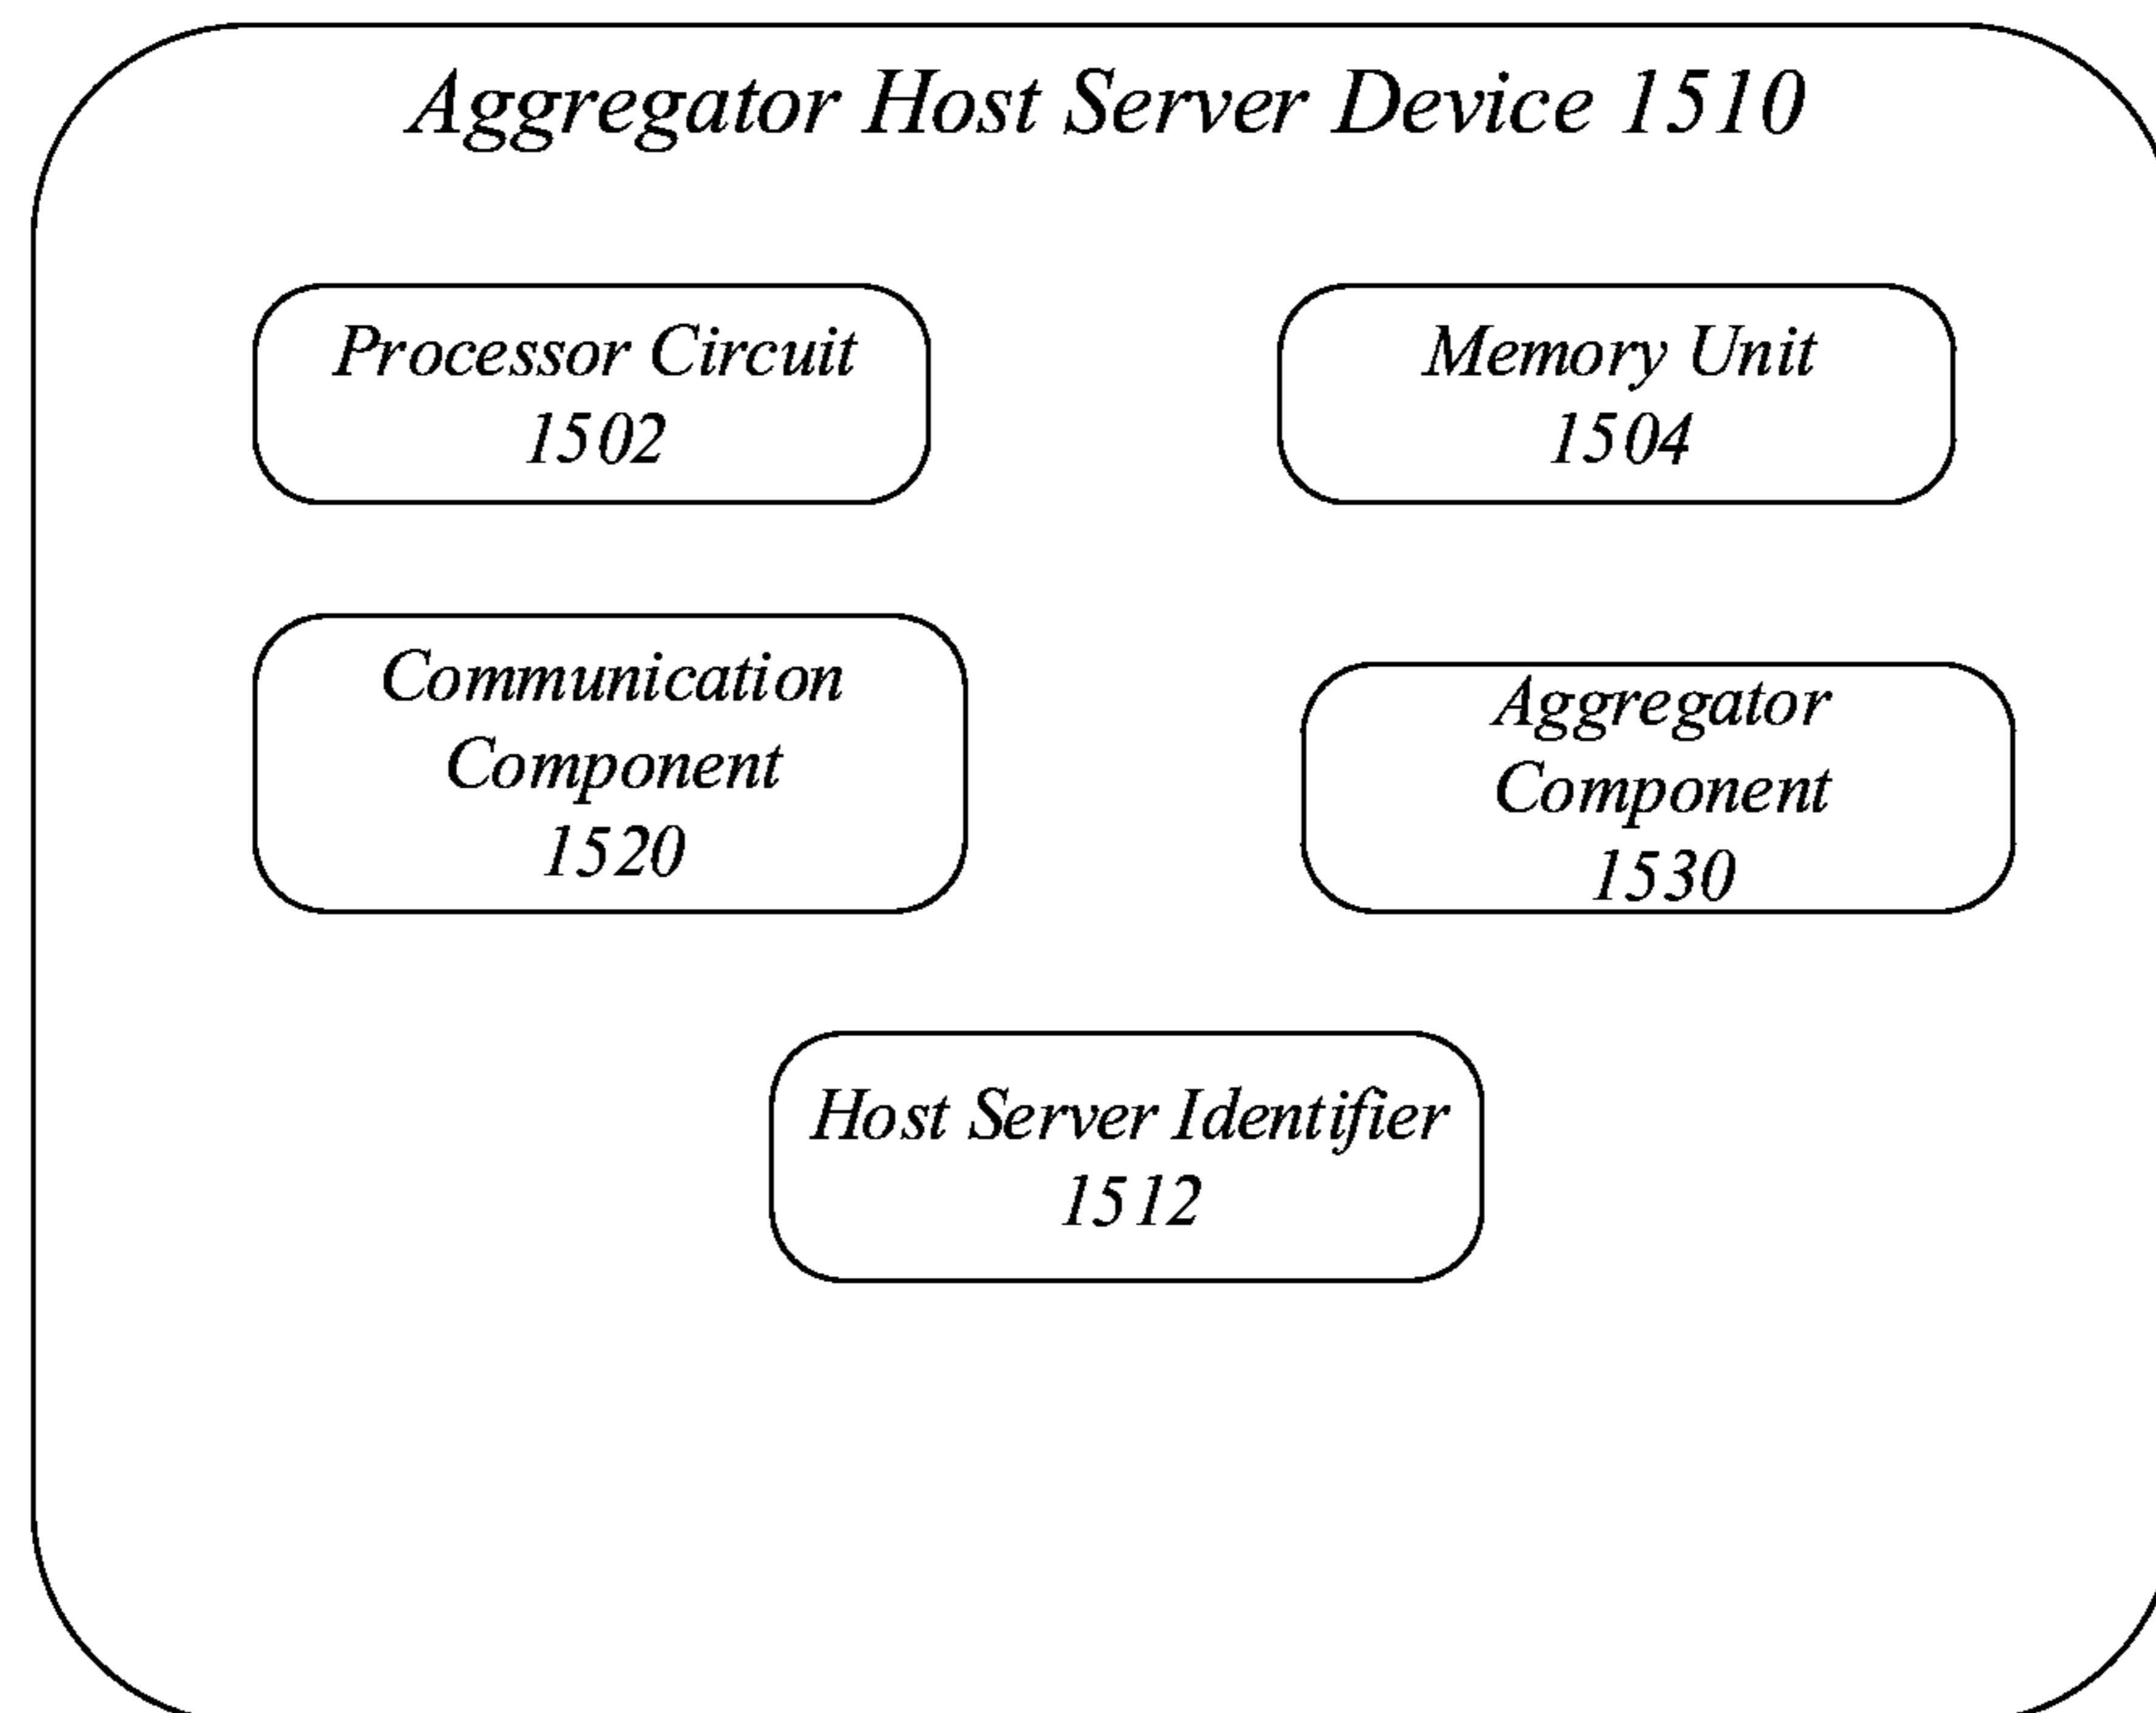 Aggregator Host Server Device 1510
Processor Circuit
1502
Memory Unit
1504
Communication
Component
1520
Aggregator
Component
1530
Host Server Identifier
1512